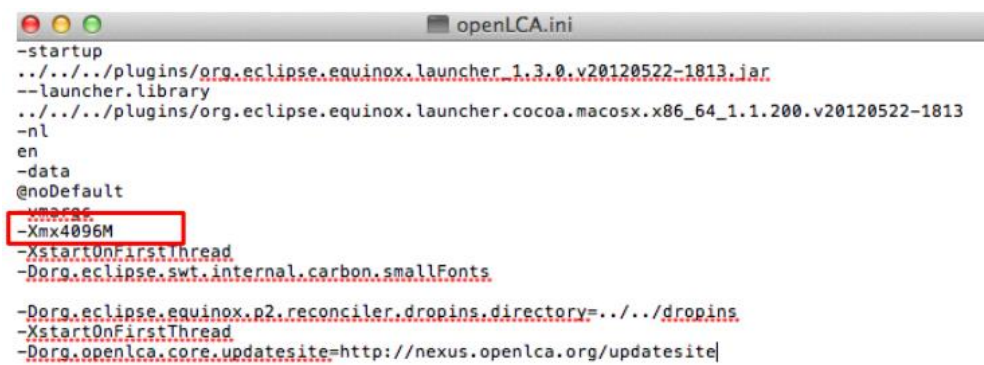 openLCA.ini
-startup
../../../plugins/org.eclipse.equinox.launcher_1.3.0.v20120522-1813.jar
--launcher.library
../../../plugins/org.eclipse.equinox.launcher.cocoa.macosx.x86_64_1.1.200.v20120522-1813
-nl
en
-data
@noDefault
-vmargs
-Xmx4096M
-XstartOnFirstThread
-Dorg.eclipse.swt.internal.carbon.smallFonts
-Dorg.eclipse.equinox.p2.reconciler.dropins.directory=../../dropins
-XstartOnFirstThread
-Dorg.openlca.core.updatesite=http://nexus.openlca.org/updatesite